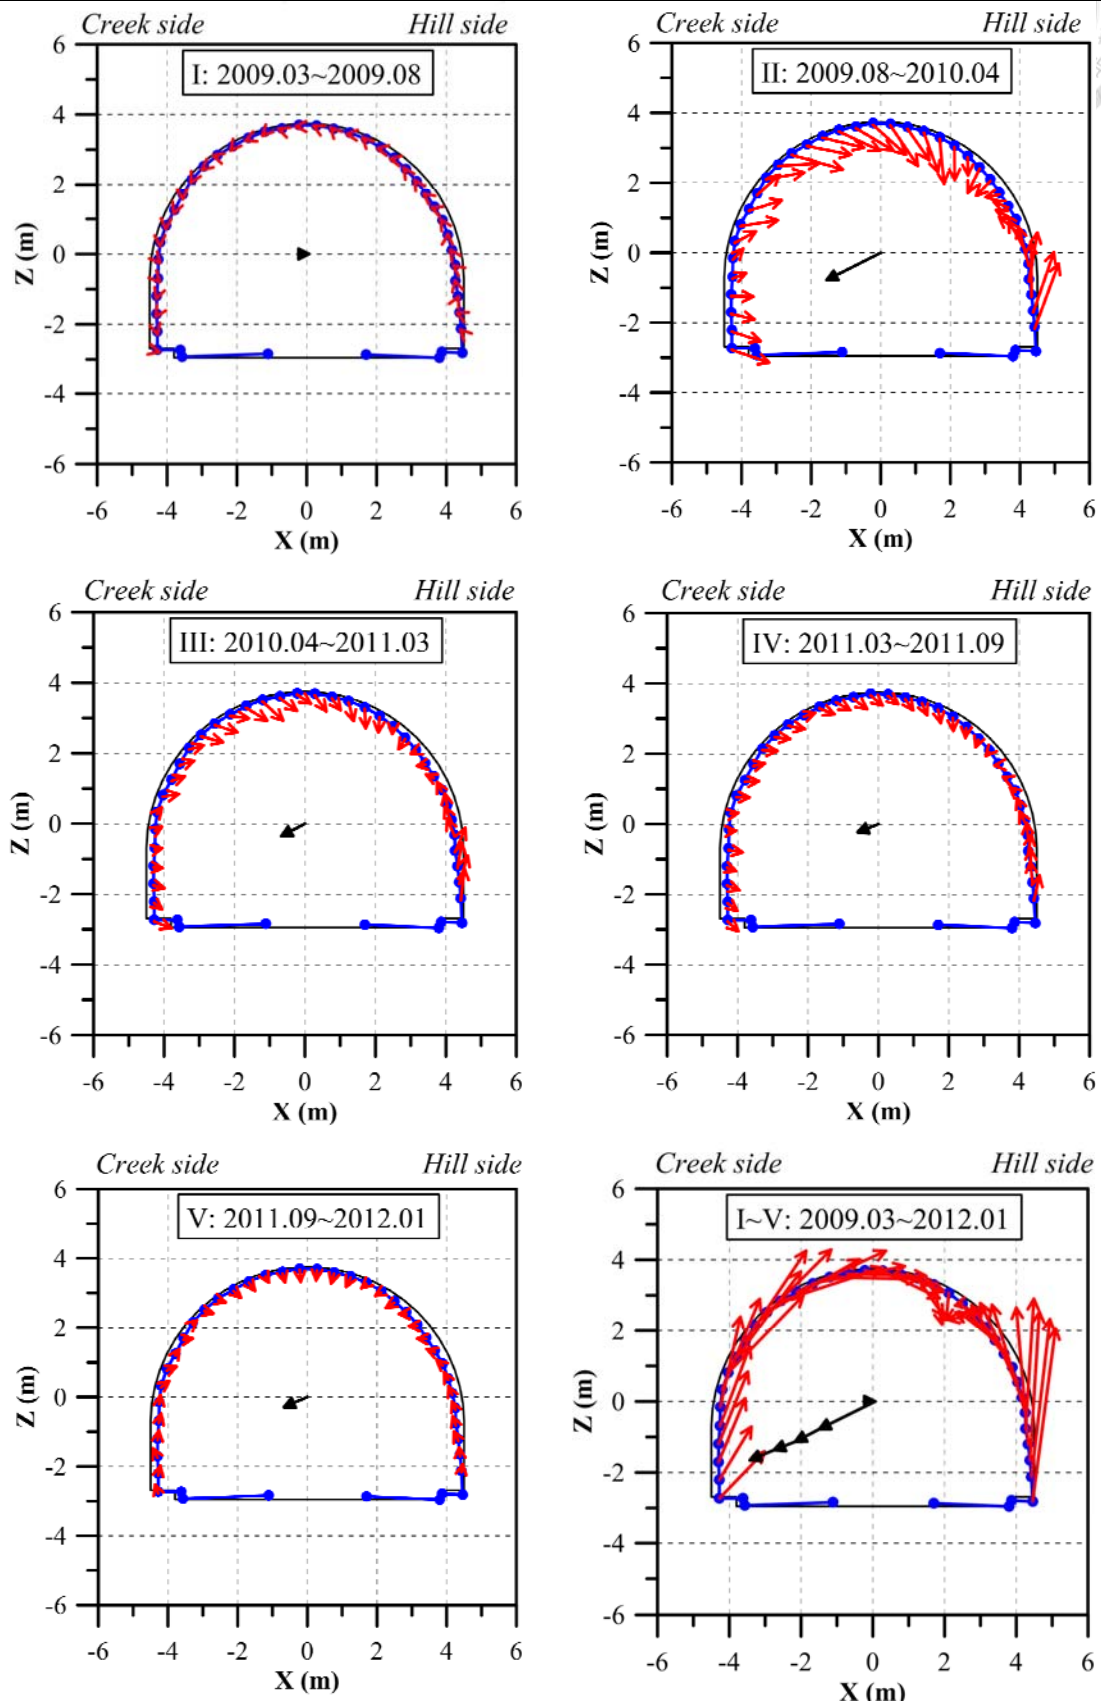 Creek side Hill side
I: 2009.03~2009.08
6
4
2
0
-2
-4
-6
Z (m)
-6 -4 -2 0 2 4 6
X (m)
Creek side Hill side
II: 2009.08~2010.04
6
4
2
0
-2
-4
-6
Z (m)
-6 -4 -2 0 2 4 6
X (m)
Creek side Hill side
III: 2010.04~2011.03
6
4
2
0
-2
-4
-6
Z (m)
-6 -4 -2 0 2 4 6
X (m)
Creek side Hill side
IV: 2011.03~2011.09
6
4
2
0
-2
-4
-6
Z (m)
-6 -4 -2 0 2 4 6
X (m)
Creek side Hill side
V: 2011.09~2012.01
6
4
2
0
-2
-4
-6
Z (m)
-6 -4 -2 0 2 4 6
X (m)
Creek side Hill side
I~V: 2009.03~2012.01
6
4
2
0
-2
-4
-6
Z (m)
-6 -4 -2 0 2 4 6
X (m)